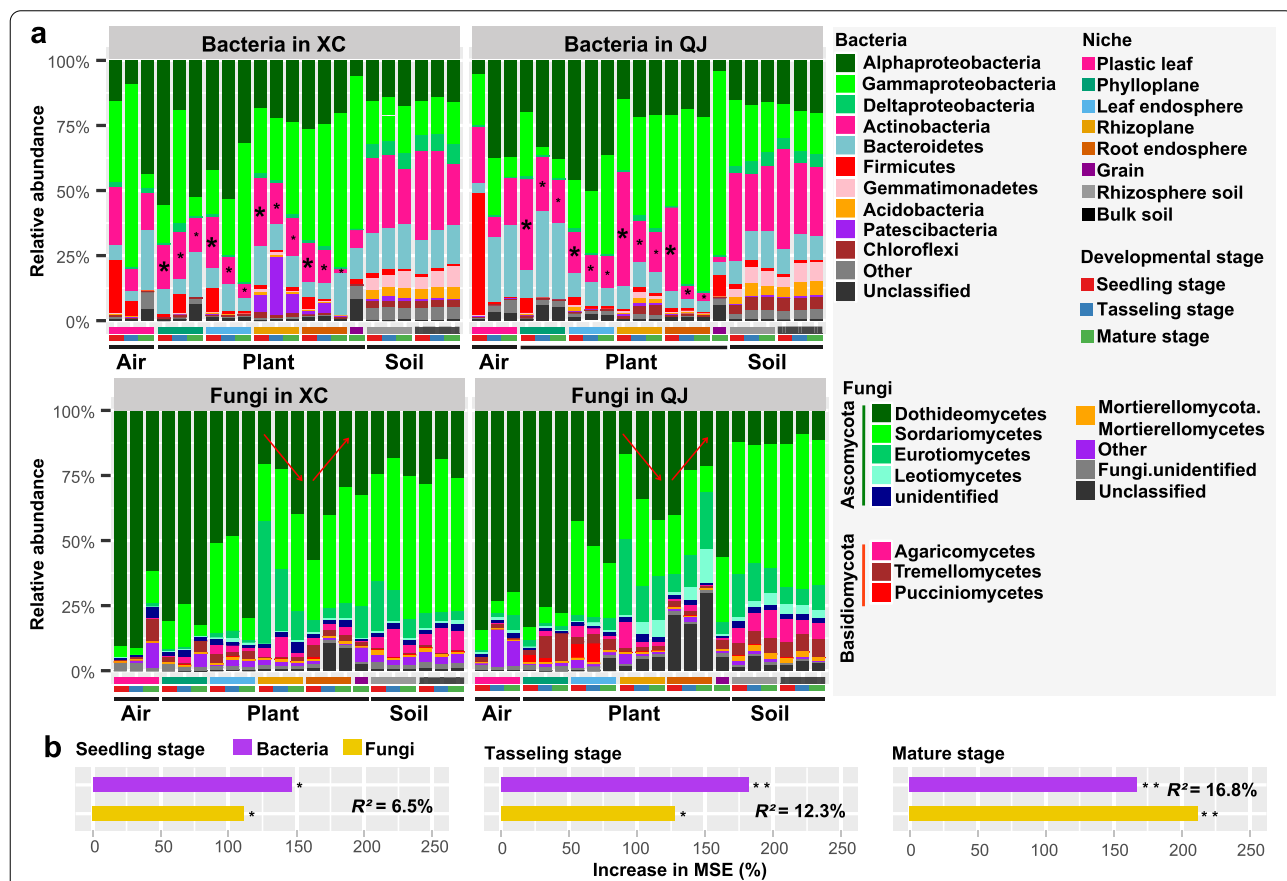 a
Bacteria in XC
Bacteria in QJ
Relative abundance
100%
75%
50%
25%
0%
Air
Plant
Soil
Air
Plant
Soil
Bacteria
Alphaproteobacteria
Gammaproteobacteria
Deltaproteobacteria
Actinobacteria
Bacteroidetes
Firmicutes
Gemmatimonadetes
Acidobacteria
Patescibacteria
Chloroflexi
Other
Unclassified
Niche
Plastic leaf
Phylloplane
Leaf endosphere
Rhizoplane
Root endosphere
Grain
Rhizosphere soil
Bulk soil
Developmental stage
Seedling stage
Tasseling stage
Mature stage
Fungi in XC
Fungi in QJ
Relative abundance
100%
75%
50%
25%
0%
Air
Plant
Soil
Air
Plant
Soil
Fungi
Ascomycota
Dothideomycetes
Sordariomycetes
Eurotiomycetes
Leotiomycetes
unidentified
Basidiomycota
Agaricomycetes
Tremellomycetes
Pucciniomycetes
Mortierellomycota.
Mortierellomycetes
Other
Fungi.unidentified
Unclassified
b
Seedling stage
Bacteria
Fungi
*
*
R² = 6.5%
0 50 100 150 200 250
Tasseling stage
* *
*
R² = 12.3%
0 50 100 150 200 250
Mature stage
* *
* *
R² = 16.8%
0 50 100 150 200 250
Increase in MSE (%)